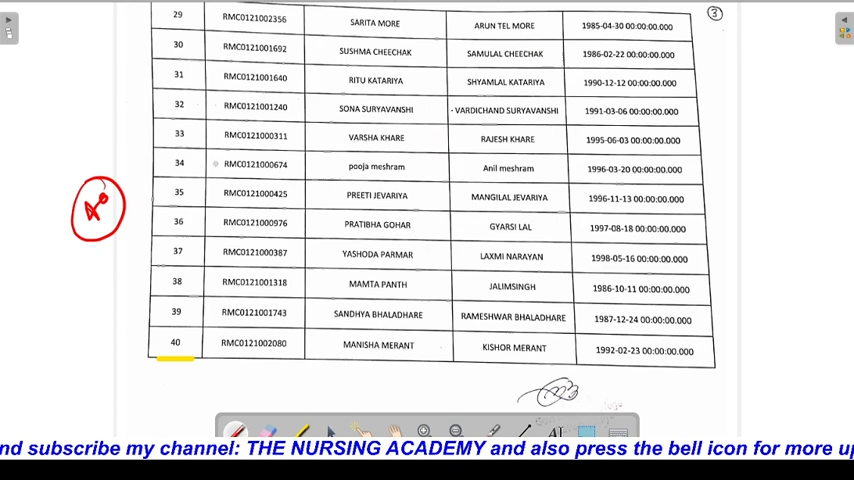 3
29 RMC0121002356 SARITA MORE ARUN TEL MORE 1985-04-30 00:00:00.000
30 RMC0121001692 SUSHMA CHEECHAK SAMULAL CHEECHAK 1986-02-22 00:00:00.000
31 RMC0121001640 RITU KATARIYA SHYAMLAL KATARIYA 1990-12-12 00:00:00.000
32 RMC0121001240 SONA SURYAVANSHI VARDICHAND SURYAVANSHI 1991-03-06 00:00:00.000
33 RMC0121000311 VARSHA KHARE RAJESH KHARE 1995-06-03 00:00:00.000
34 RMC0121000674 pooja meshram Anil meshram 1996-03-20 00:00:00.000
35 RMC0121000425 PREETI JEVARIYA MANGILAL JEVARIYA 1996-11-13 00:00:00.000
36 RMC0121000976 PRATIBHA GOHAR GYARSI LAL 1997-08-18 00:00:00.000
37 RMC0121000387 YASHODA PARMAR LAXMI NARAYAN 1998-05-16 00:00:00.000
38 RMC0121001318 MAMTA PANTH JALIMSINGH 1986-10-11 00:00:00.000
39 RMC0121001743 SANDHYA BHALADHARE RAMESHWAR BHALADHARE 1987-12-24 00:00:00.000
40 RMC0121002080 MANISHA MERANT KISHOR MERANT 1992-02-23 00:00:00.000
nd subscribe my channel: THE NURSING ACADEMY and also press the bell icon for more up